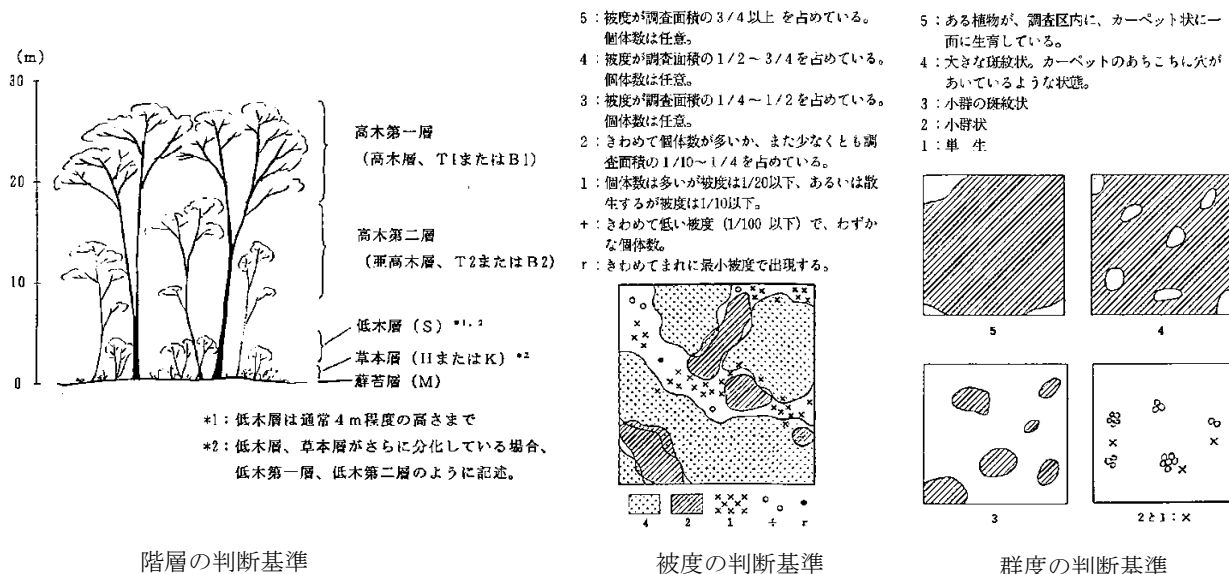 (m)
30
20
10
0
高木第一層
(高木層、T1またはB1)
高木第二層
(亜高木層、T2またはB2)
低木層(S) *1,2
草本層(HまたはK) *2
蘚苔層(M)
*1:低木層は通常4m程度の高さまで
*2:低木層、草本層がさらに分化している場合、
低木第一層、低木第二層のように記述。
階層の判断基準
5:被度が調査面積の3/4以上 を占めている。
個体数は任意。
4:被度が調査面積の1/2~3/4を占めている。
個体数は任意。
3:被度が調査面積の1/4~1/2を占めている。
個体数は任意。
2:きわめて個体数が多いか、また少なくとも調
査面積の1/10~1/4を占めている。
1:個体数は多いが被度は1/20以下、あるいは散
生するが被度は1/10以下。
+:きわめて低い被度(1/100 以下)で、わずか
な個体数。
r:きわめてまれに最小被度で出現する。
4 2 1 + r
被度の判断基準
5:ある植物が、調査区内に、カーペット状に一
面に生育している。
4:大きな斑紋状。カーペットのあちこちに穴が
あいているような状態。
3:小群の斑紋状
2:小群状
1:単 生
5 4
3 2と1:×
群度の判断基準